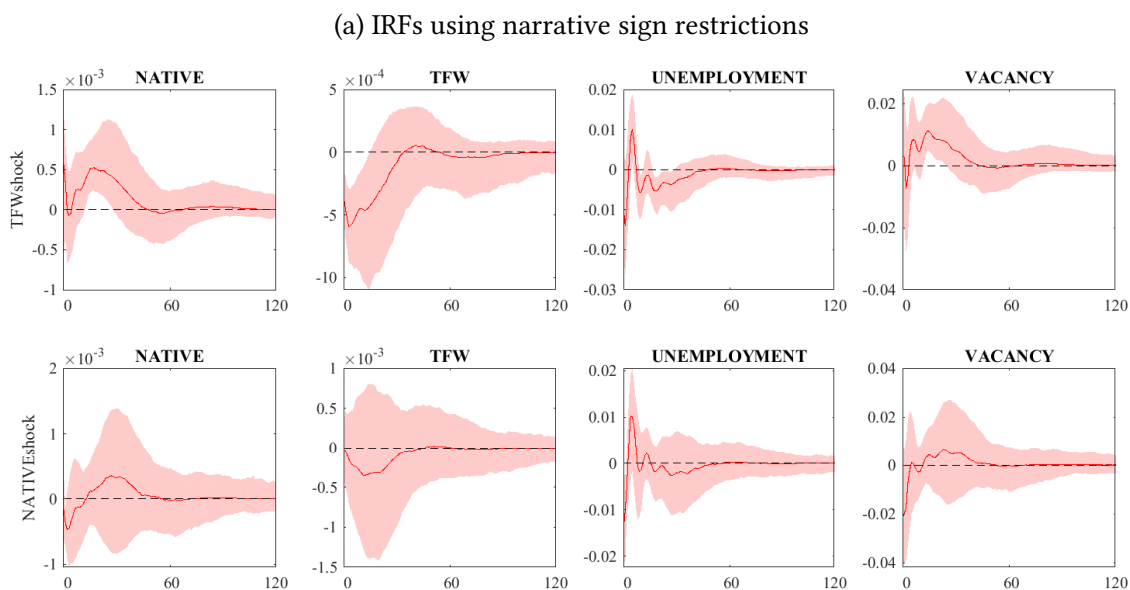 (a) IRFs using narrative sign restrictions
×10⁻³ NATIVE
×10⁻⁴ TFW
UNEMPLOYMENT
VACANCY
TFWshock
1.5
1
0.5
0
-0.5
-1
0 60 120
5
0
-5
-10
0 60 120
0.02
0.01
0
-0.01
-0.02
-0.03
0 60 120
0.02
0
-0.02
-0.04
0 60 120
×10⁻³ NATIVE
×10⁻³ TFW
UNEMPLOYMENT
VACANCY
NATIVEshock
2
1
0
-1
0 60 120
1
0.5
0
-0.5
-1
-1.5
0 60 120
0.02
0.01
0
-0.01
-0.02
0 60 120
0.04
0.02
0
-0.02
-0.04
0 60 120